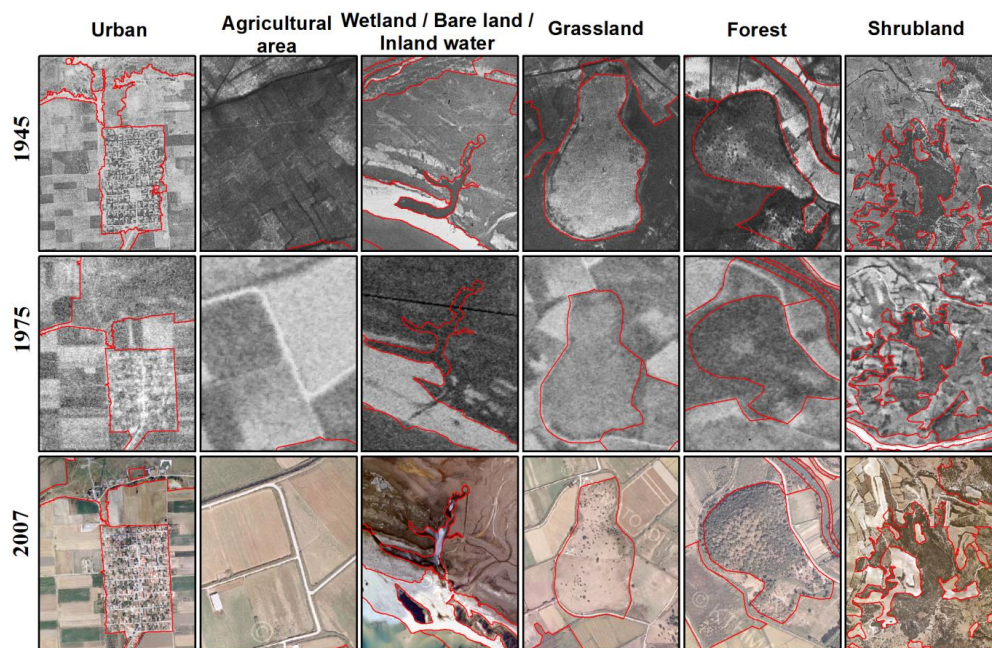 Urban
Agricultural
area
Wetland / Bare land /
Inland water
Grassland
Forest
Shrubland
1945
1975
2007